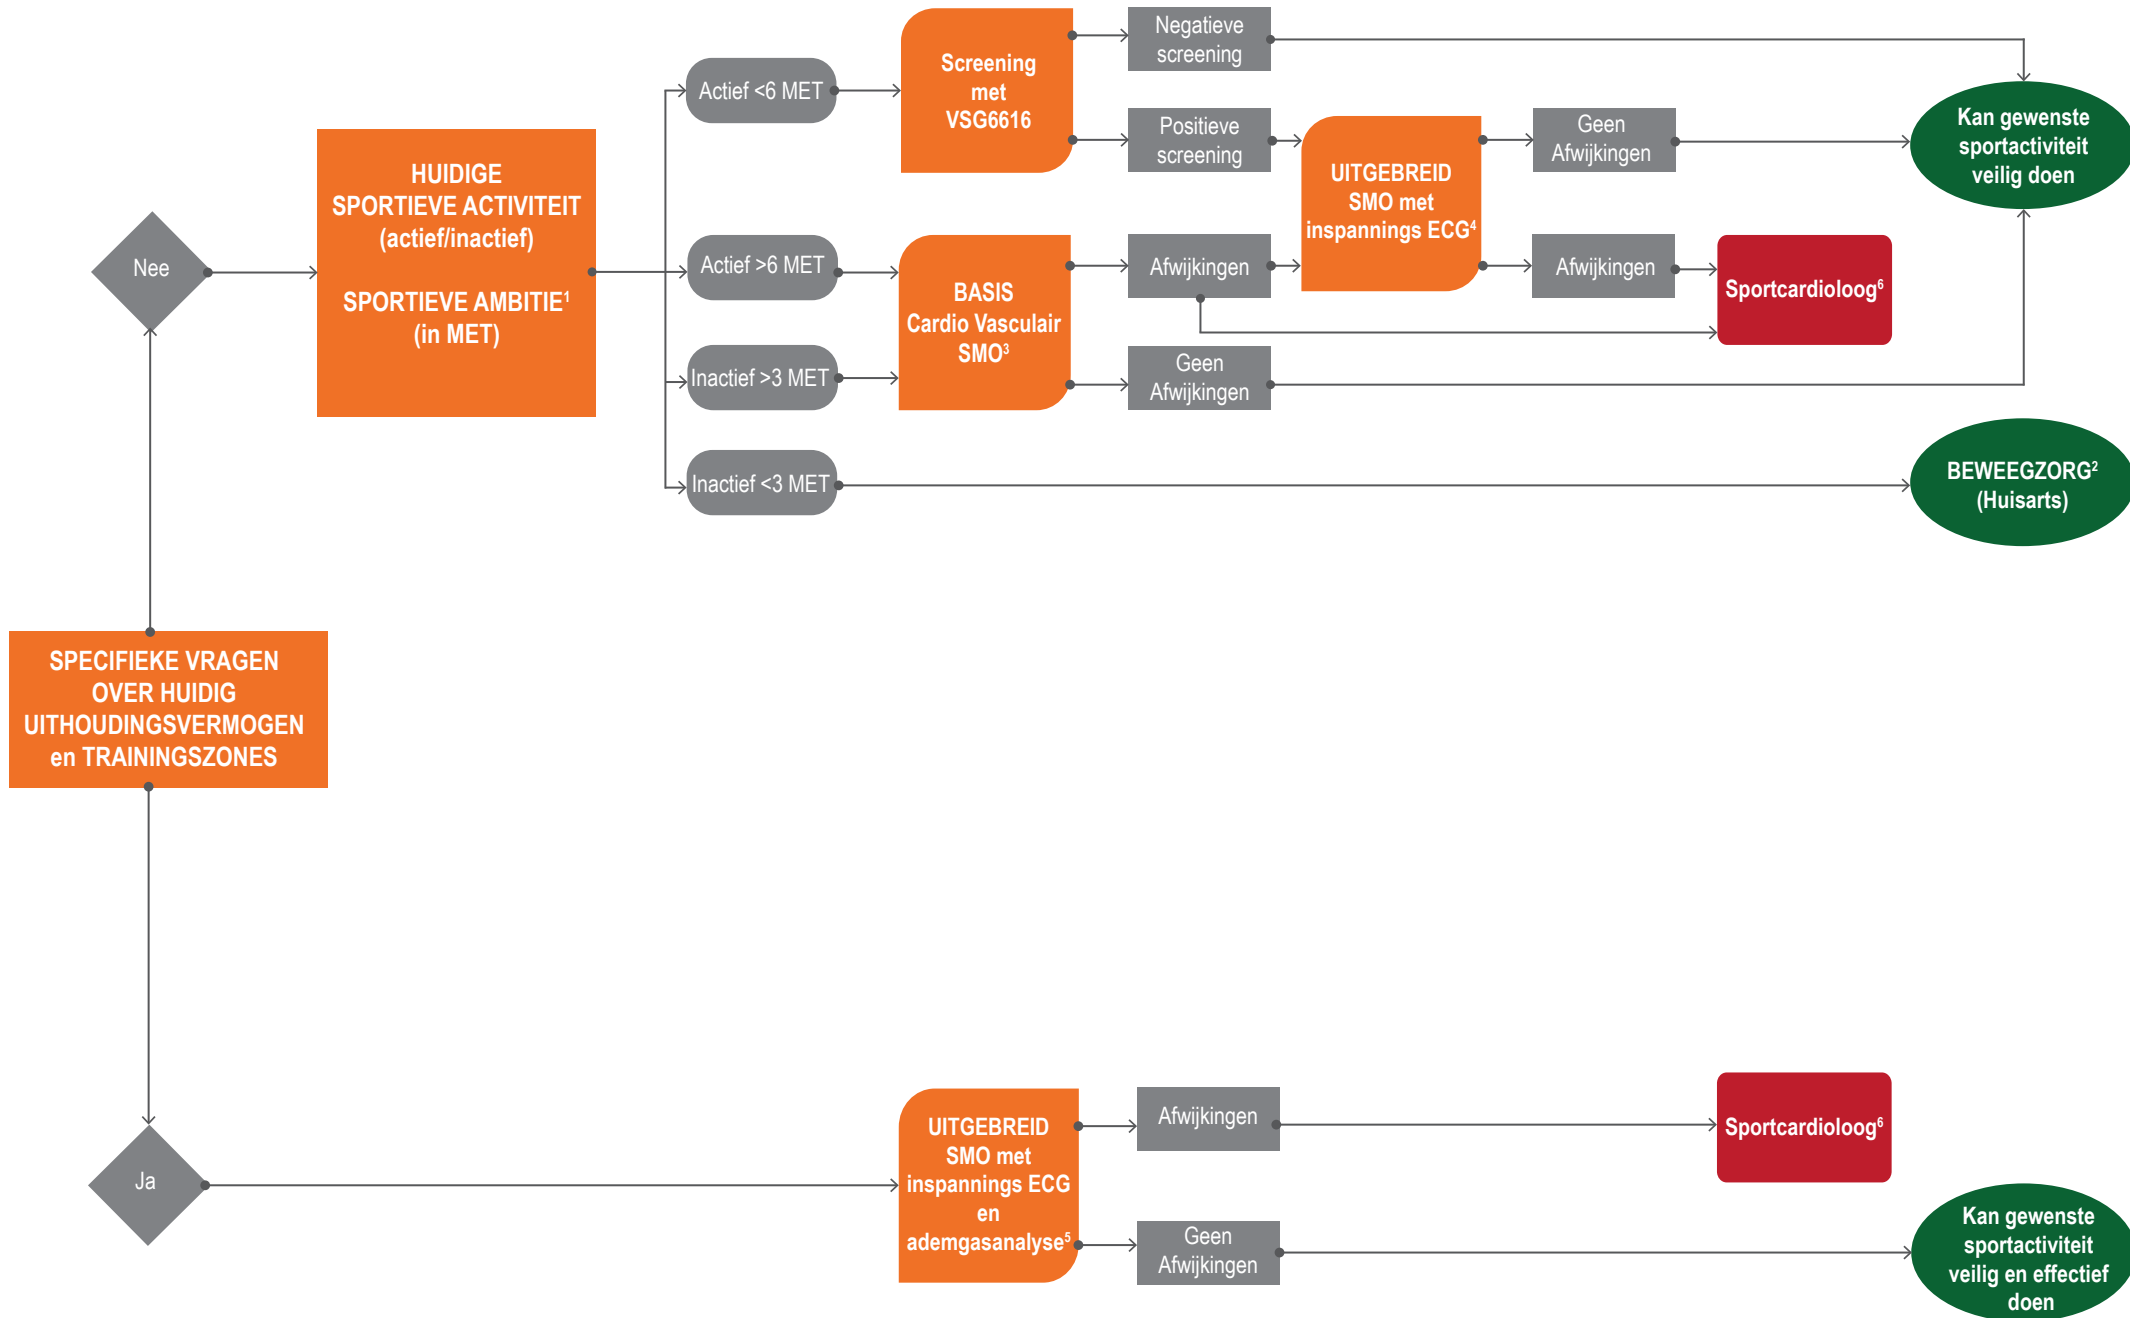 Negatieve
screening
Actief <6 MET
Screening
met
VSG6616
Positieve
screening
Geen
Afwijkingen
Kan gewenste
sportactiviteit
veilig doen
HUIDIGE
SPORTIEVE ACTIVITEIT
(actief/inactief)
SPORTIEVE AMBITIE¹
(in MET)
UITGEBREID
SMO met
inspannings ECG⁴
Nee
Actief >6 MET
BASIS
Cardio Vasculair
SMO³
Afwijkingen
Afwijkingen
Sportcardioloog⁶
Inactief >3 MET
Geen
Afwijkingen
Inactief <3 MET
BEWEEGZORG²
(Huisarts)
SPECIFIEKE VRAGEN
OVER HUIDIG
UITHOUDINGSVERMOGEN
en TRAININGSZONES
Ja
UITGEBREID
SMO met
inspannings ECG
en
ademgasanalyse⁵
Afwijkingen
Sportcardioloog⁶
Geen
Afwijkingen
Kan gewenste
sportactiviteit
veilig en effectief
doen